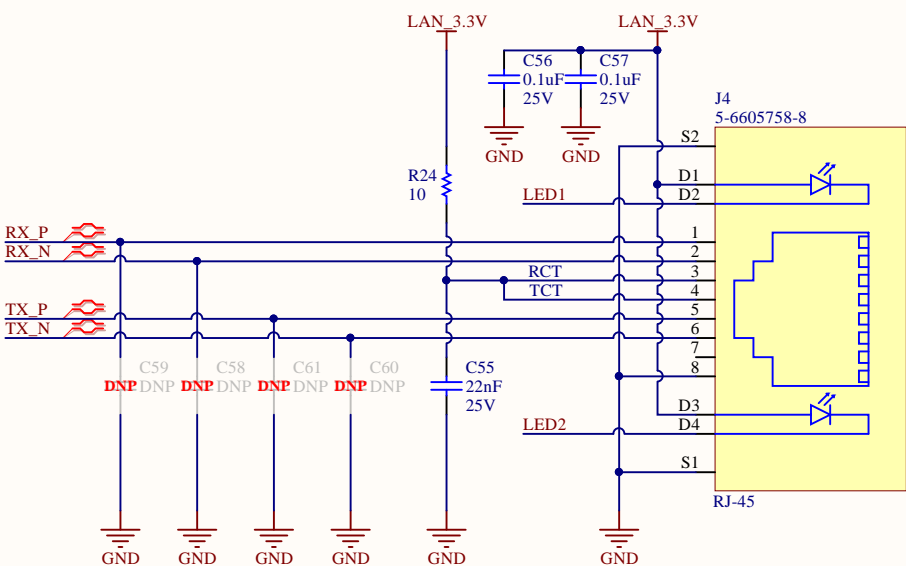 LAN_3.3V
LAN_3.3V
C56
0.1uF
25V
C57
0.1uF
25V
GND
GND
J4
5-6605758-8
S2
R24
10
D1
LED1
D2
RX_P
1
RX_N
2
RCT
3
TCT
4
TX_P
5
TX_N
6
7
8
C59
DNP DNP
C58
DNP DNP
C61
DNP DNP
C60
DNP DNP
C55
22nF
25V
D3
LED2
D4
S1
RJ-45
GND
GND
GND
GND
GND
GND